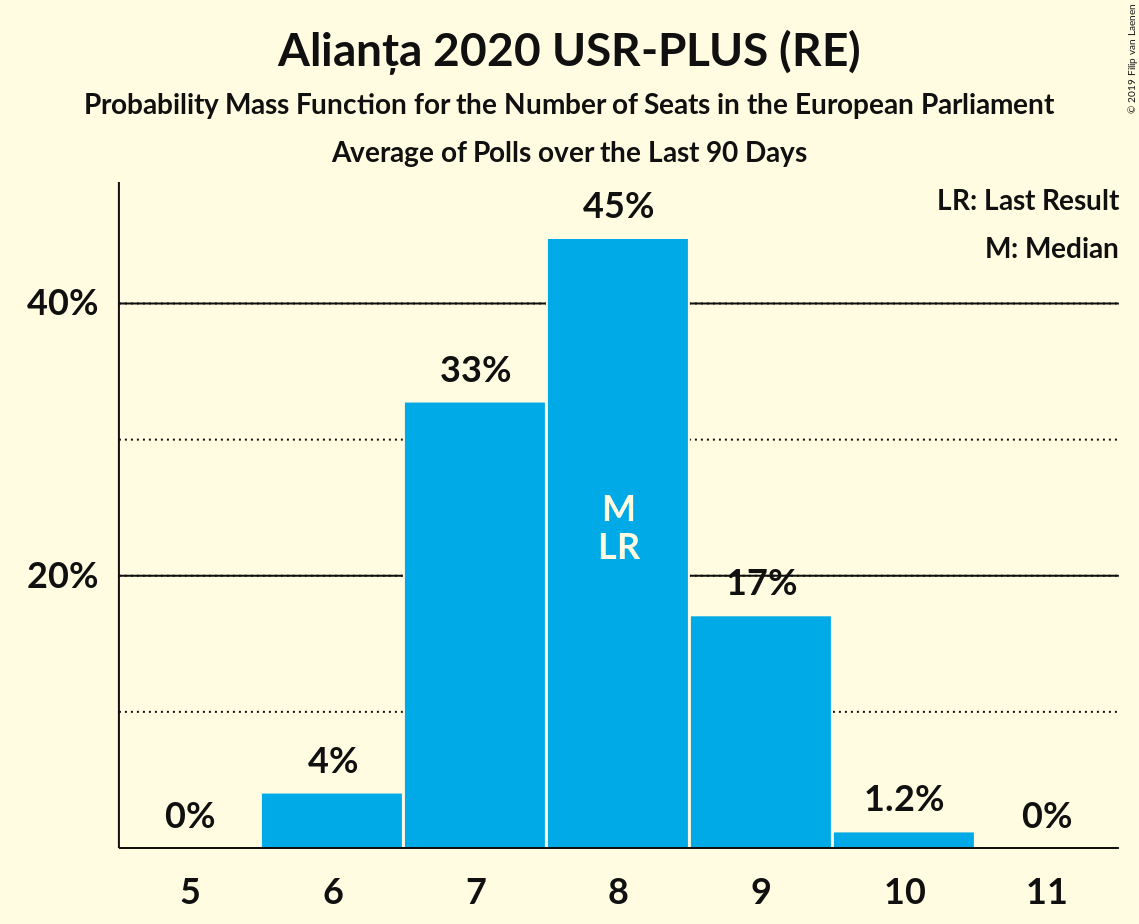 Alianța 2020 USR-PLUS (RE)
Probability Mass Function for the Number of Seats in the European Parliament
Average of Polls over the Last 90 Days
© 2019 Filip van Laenen
LR: Last Result
M: Median
45%
40%
33%
M
LR
20%
17%
4%
1.2%
0%
0%
5 6 7 8 9 10 11